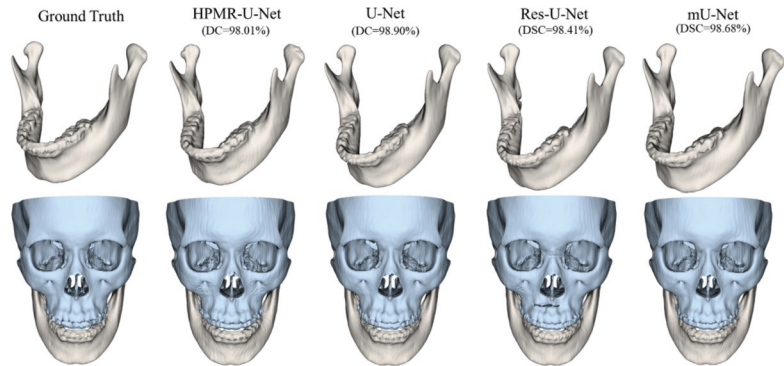 Ground Truth
HPMR-U-Net
(DC=98.01%)
U-Net
(DC=98.90%)
Res-U-Net
(DSC=98.41%)
mU-Net
(DSC=98.68%)